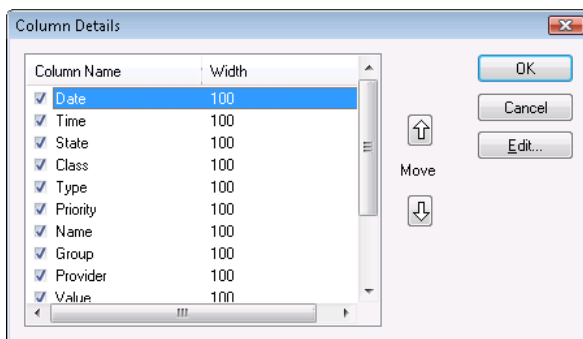 Column Details
Column Name Width
Date 100
Time 100
State 100
Class 100
Type 100
Priority 100
Name 100
Group 100
Provider 100
Value 100
OK
Cancel
Edit...
Move